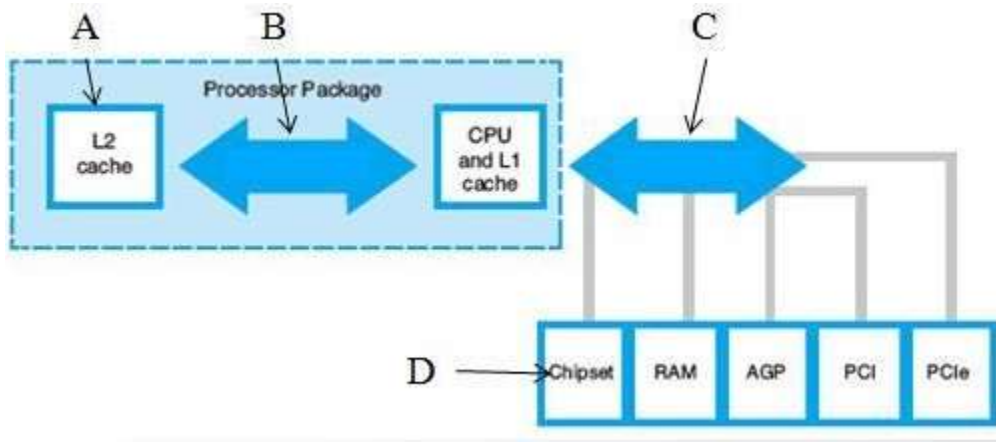 A
B
C
Processor Package
L2
cache
CPU
and L1
cache
D
Chipset
RAM
AGP
PCI
PCIe